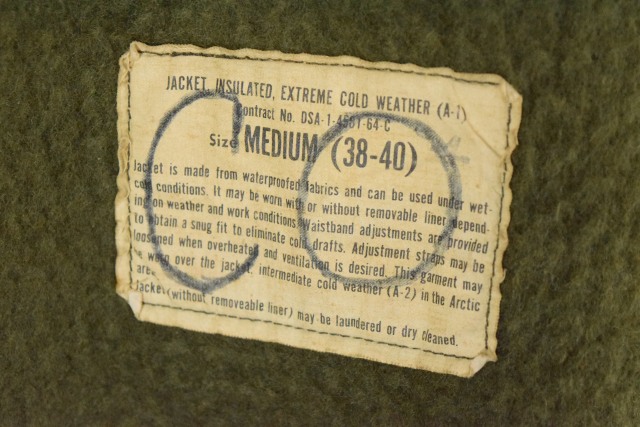 JACKET, INSULATED, EXTREME COLD WEATHER (A-1)
Contract No. DSA-1-4581-64-C
Size MEDIUM (38-40)
Jacket is made from waterproofed fabrics and can be used under wet-
cold conditions. It may be worn with or without removable liner depend-
ing on weather and work conditions. Waistband adjustments are provided
to obtain a snug fit to eliminate cold drafts. Adjustment straps may be
loosened when overheated and ventilation is desired. This garment may
be worn over the jacket, intermediate cold weather (A-2) in the Arctic
area.
Jacket (without removeable liner) may be laundered or dry cleaned.
CO